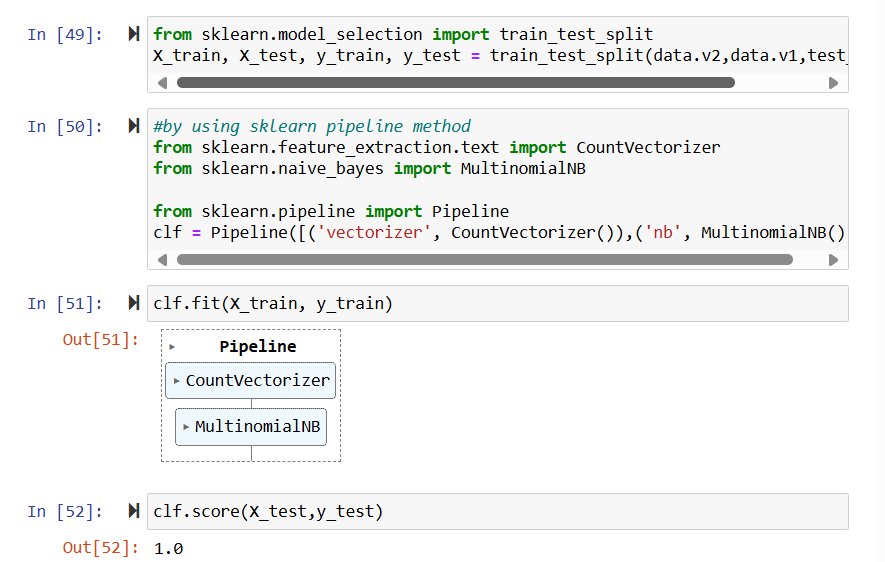 In [49]:
from sklearn.model_selection import train_test_split
X_train, X_test, y_train, y_test = train_test_split(data.v2,data.v1,test_
In [50]:
#by using sklearn pipeline method
from sklearn.feature_extraction.text import CountVectorizer
from sklearn.naive_bayes import MultinomialNB
from sklearn.pipeline import Pipeline
clf = Pipeline([('vectorizer', CountVectorizer()),('nb', MultinomialNB()
In [51]:
clf.fit(X_train, y_train)
Out[51]:
Pipeline
CountVectorizer
MultinomialNB
In [52]:
clf.score(X_test,y_test)
Out[52]:
1.0